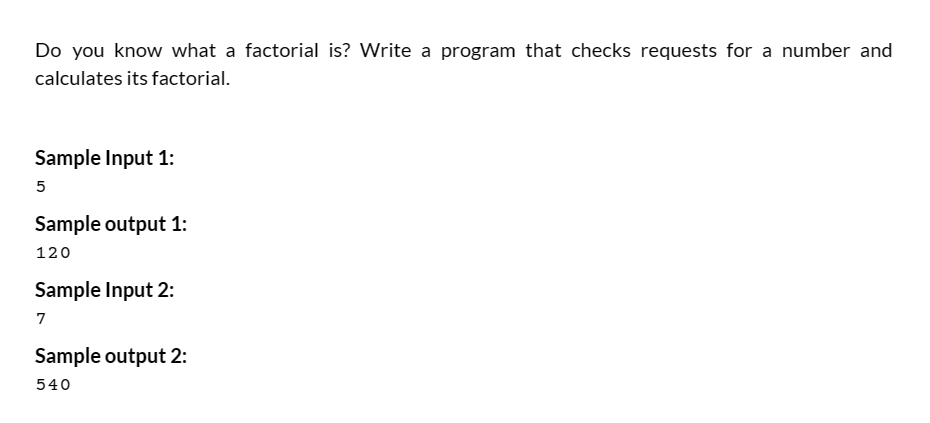 Do you know what a factorial is? Write a program that checks requests for a number and
calculates its factorial.
Sample Input 1:
5
Sample output 1:
120
Sample Input 2:
7
Sample output 2:
540